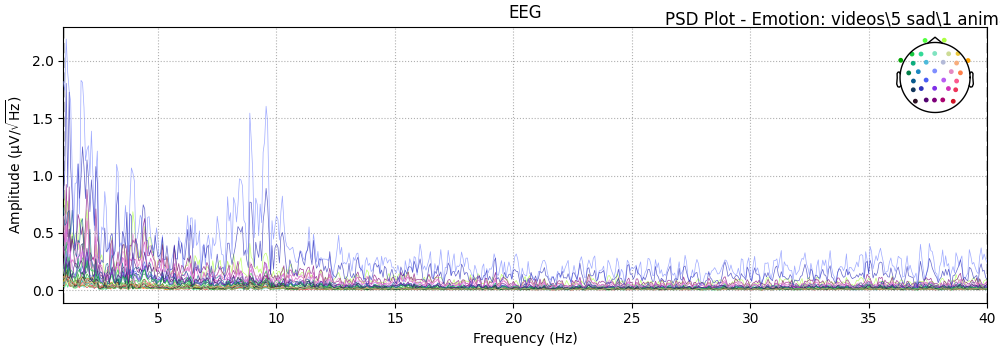 EEG
PSD Plot - Emotion: videos\5 sad\1 anim
2.0
1.5
1.0
0.5
0.0
Amplitude (µV/√Hz)
5 10 15 20 25 30 35 40
Frequency (Hz)